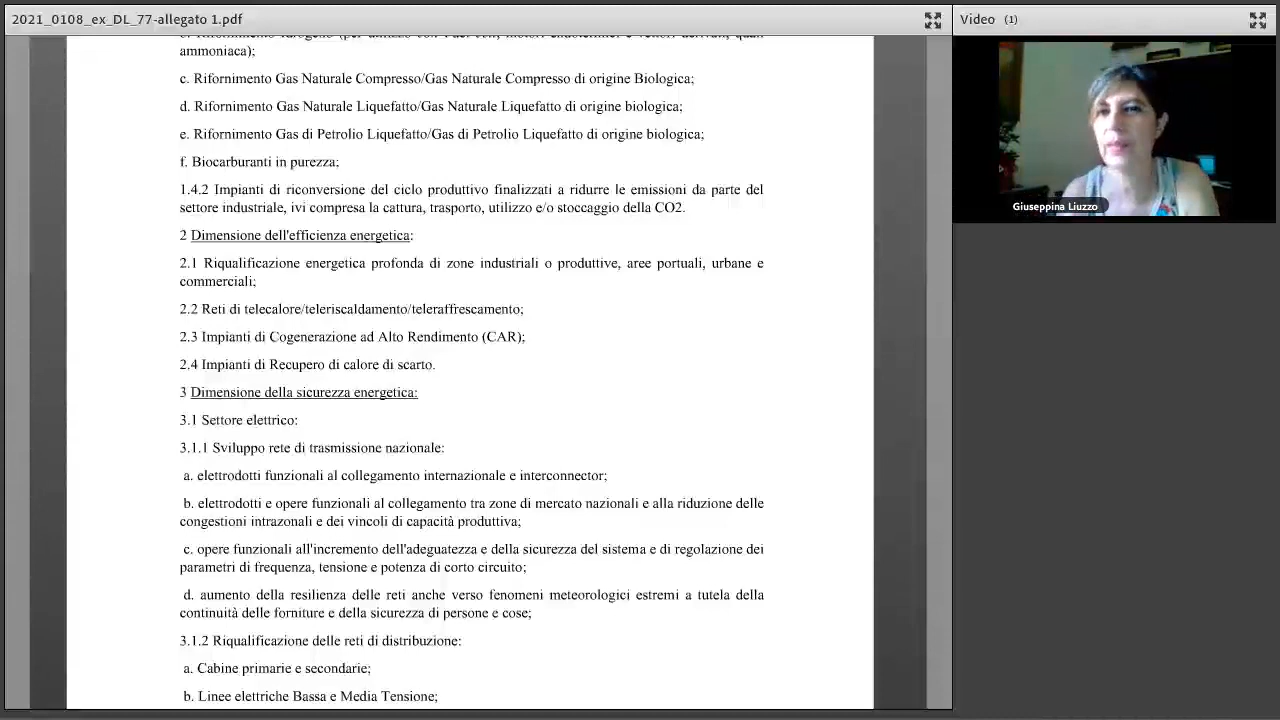 2021_0108_ex_DL_77-allegato 1.pdf
Video (1)
Giuseppina Liuzzo
ammoniaca);
c. Rifornimento Gas Naturale Compresso/Gas Naturale Compresso di origine Biologica;
d. Rifornimento Gas Naturale Liquefatto/Gas Naturale Liquefatto di origine biologica;
e. Rifornimento Gas di Petrolio Liquefatto/Gas di Petrolio Liquefatto di origine biologica;
f. Biocarburanti in purezza;
1.4.2 Impianti di riconversione del ciclo produttivo finalizzati a ridurre le emissioni da parte del
settore industriale, ivi compresa la cattura, trasporto, utilizzo e/o stoccaggio della CO2.
2 Dimensione dell'efficienza energetica:
2.1 Riqualificazione energetica profonda di zone industriali o produttive, aree portuali, urbane e
commerciali;
2.2 Reti di telecalore/teleriscaldamento/teleraffrescamento;
2.3 Impianti di Cogenerazione ad Alto Rendimento (CAR);
2.4 Impianti di Recupero di calore di scarto.
3 Dimensione della sicurezza energetica:
3.1 Settore elettrico:
3.1.1 Sviluppo rete di trasmissione nazionale:
a. elettrodotti funzionali al collegamento internazionale e interconnector;
b. elettrodotti e opere funzionali al collegamento tra zone di mercato nazionali e alla riduzione delle
congestioni intrazonali e dei vincoli di capacità produttiva;
c. opere funzionali all'incremento dell'adeguatezza e della sicurezza del sistema e di regolazione dei
parametri di frequenza, tensione e potenza di corto circuito;
d. aumento della resilienza delle reti anche verso fenomeni meteorologici estremi a tutela della
continuità delle forniture e della sicurezza di persone e cose;
3.1.2 Riqualificazione delle reti di distribuzione:
a. Cabine primarie e secondarie;
b. Linee elettriche Bassa e Media Tensione;